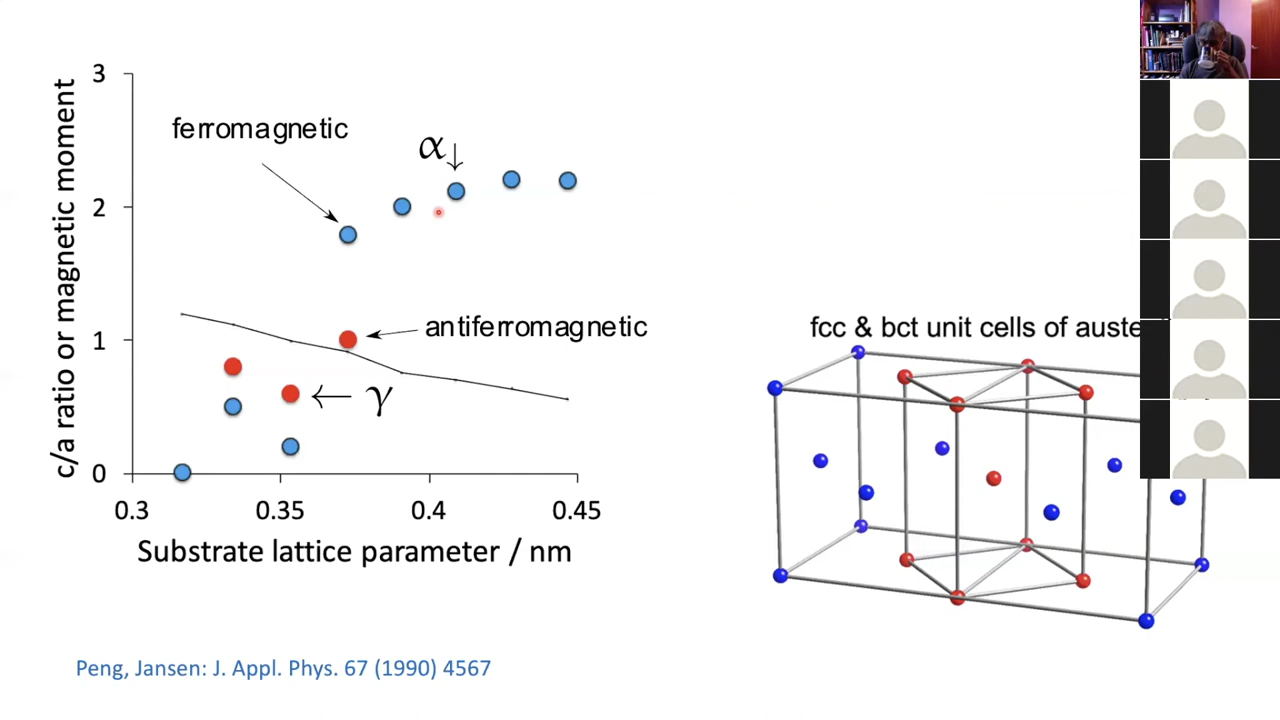 3
2
1
0
c/a ratio or magnetic moment
ferromagnetic
α↓
antiferromagnetic
← γ
0.3 0.35 0.4 0.45
Substrate lattice parameter / nm
fcc & bct unit cells of auste
Peng, Jansen: J. Appl. Phys. 67 (1990) 4567